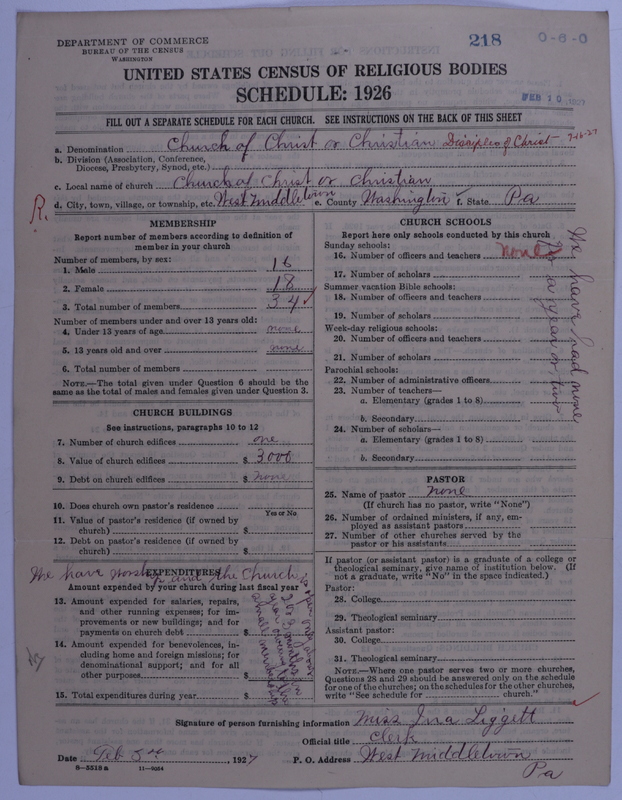 DEPARTMENT OF COMMERCE
BUREAU OF THE CENSUS
WASHINGTON
218
0-6-0
UNITED STATES CENSUS OF RELIGIOUS BODIES
SCHEDULE: 1926
FEB 10 1927
FILL OUT A SEPARATE SCHEDULE FOR EACH CHURCH. SEE INSTRUCTIONS ON THE BACK OF THIS SHEET
a. Denomination Church of Christ or Christian Disciples of Christ
b. Division (Association, Conference,
Diocese, Presbytery, Synod, etc.)
c. Local name of church Church of Christ or Christian
d. City, town, village, or township, etc. West Middletown e. County Washington f. State Pa
R.
MEMBERSHIP
Report number of members according to definition of
member in your church
Number of members, by sex:
1. Male 16
2. Female 18
3. Total number of members 34
Number of members under and over 13 years old:
4. Under 13 years of age none
5. 13 years old and over none
6. Total number of members
NOTE.—The total given under Question 6 should be the
same as the total of males and females given under Question 3.
CHURCH BUILDINGS
See instructions, paragraphs 10 to 12
7. Number of church edifices one
8. Value of church edifices $ 3000
9. Debt on church edifices $ none
10. Does church own pastor's residence
Yes or No
11. Value of pastor's residence (if owned by
church) $
12. Debt on pastor's residence (if owned by
church) $
EXPENDITURES
We have worship and the Church
Amount expended by your church during last fiscal year
13. Amount expended for salaries, repairs,
and other running expenses; for im-
provements or new buildings; and for
payments on church debt $
14. Amount expended for benevolences, in-
cluding home and foreign missions; for
denominational support; and for all
other purposes $
15. Total expenditures during year $
CHURCH SCHOOLS
Report here only schools conducted by this church
Sunday schools:
16. Number of officers and teachers none
17. Number of scholars
Summer vacation Bible schools:
18. Number of officers and teachers
19. Number of scholars
Week-day religious schools:
20. Number of officers and teachers
21. Number of scholars
Parochial schools:
22. Number of administrative officers
23. Number of teachers—
a. Elementary (grades 1 to 8)
b. Secondary
24. Number of scholars—
a. Elementary (grades 1 to 8)
b. Secondary
We have had none
for a year or two
PASTOR
25. Name of pastor none
(If church has no pastor, write "None")
26. Number of ordained ministers, if any, em-
ployed as assistant pastors
27. Number of other churches served by the
pastor or his assistants
If pastor (or assistant pastor) is a graduate of a college or
theological seminary, give name of institution below. (If
not a graduate, write "No" in the space indicated.)
Pastor:
28. College
29. Theological seminary
Assistant pastor:
30. College
31. Theological seminary
NOTE.—Where one pastor serves two or more churches,
Questions 28 and 29 should be answered only on the schedule
for one of the churches; on the schedules for the other churches,
write "See schedule for church."
Signature of person furnishing information Miss Ina Liggett
Official title Clerk
Date Feb 8th, 1927 P. O. Address West Middletown
Pa
8-5518a 11-9064